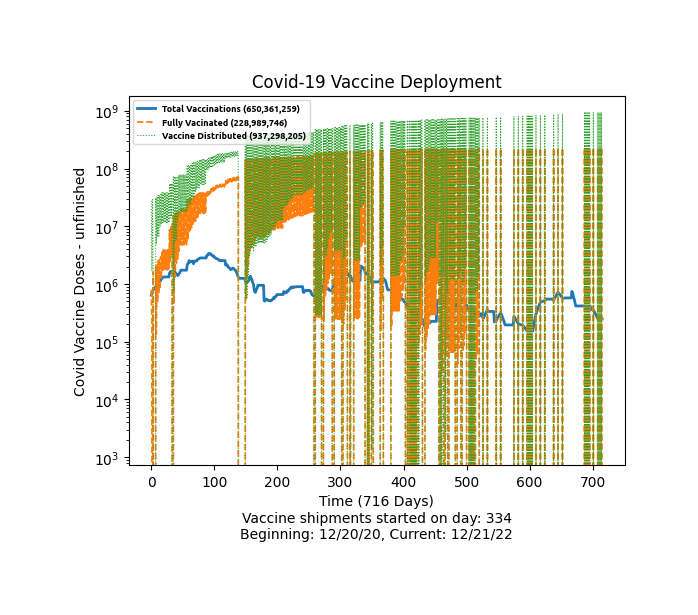 Covid-19 Vaccine Deployment
Total Vaccinations (650,361,259)
Fully Vacinated (228,989,746)
Vaccine Distributed (937,298,205)
Covid Vaccine Doses - unfinished
10⁹
10⁸
10⁷
10⁶
10⁵
10⁴
10³
0 100 200 300 400 500 600 700
Time (716 Days)
Vaccine shipments started on day: 334
Beginning: 12/20/20, Current: 12/21/22